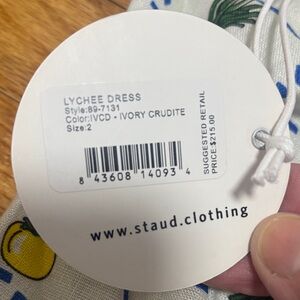 LYCHEE DRESS
Style:89-7131
Color:IVCD - IVORY CRUDITE
Size:2
SUGGESTED RETAIL
PRICE:$215.00
8 43608 14093 4
www.staud.clothing